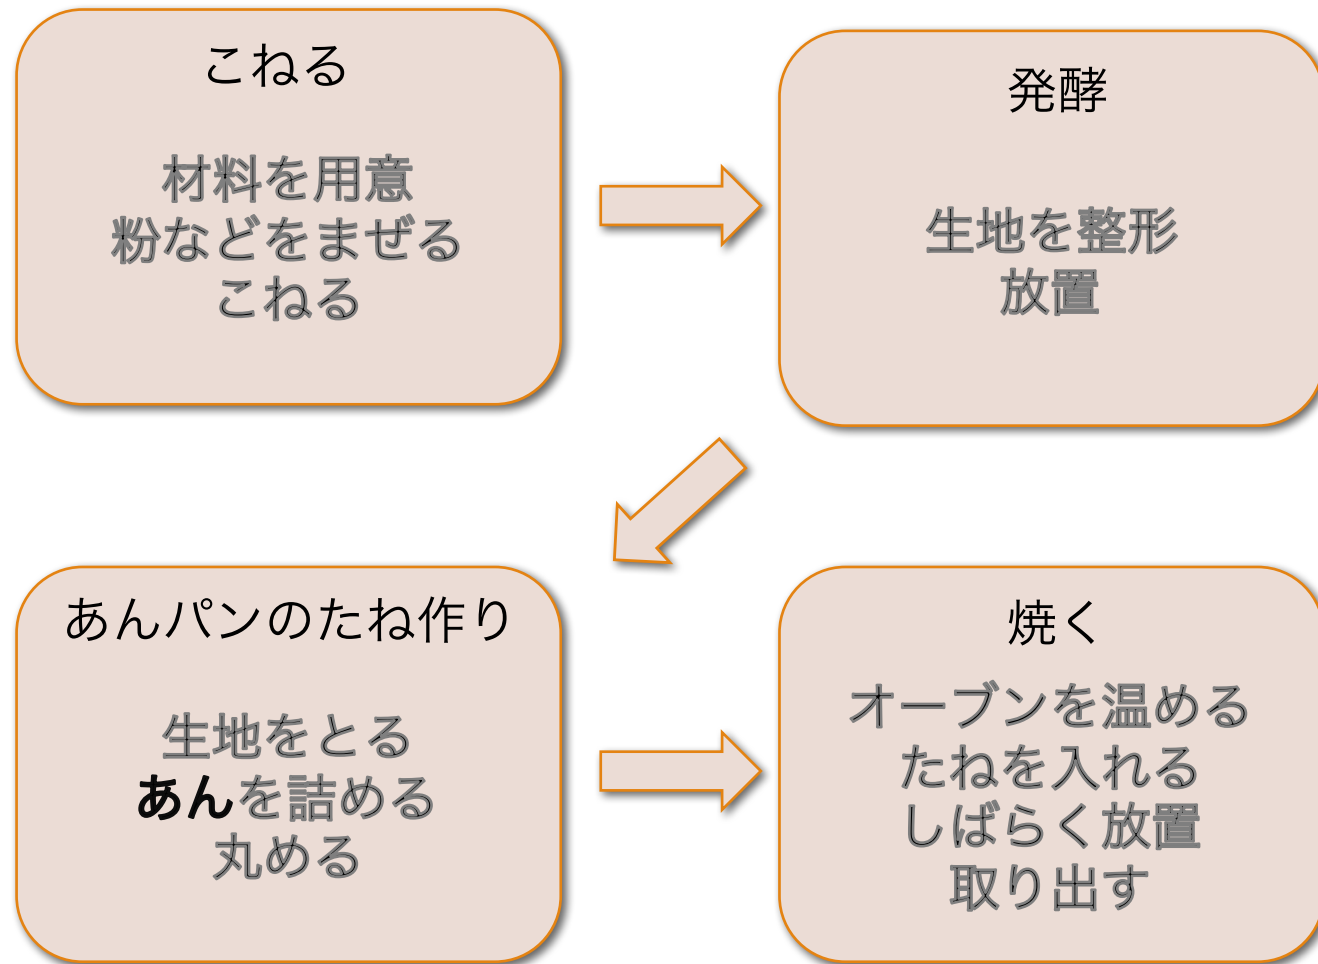 こねる
材料を用意
粉などをまぜる
こねる
発酵
生地を整形
放置
あんパンのたね作り
生地をとる
あんを詰める
丸める
焼く
オーブンを温める
たねを入れる
しばらく放置
取り出す